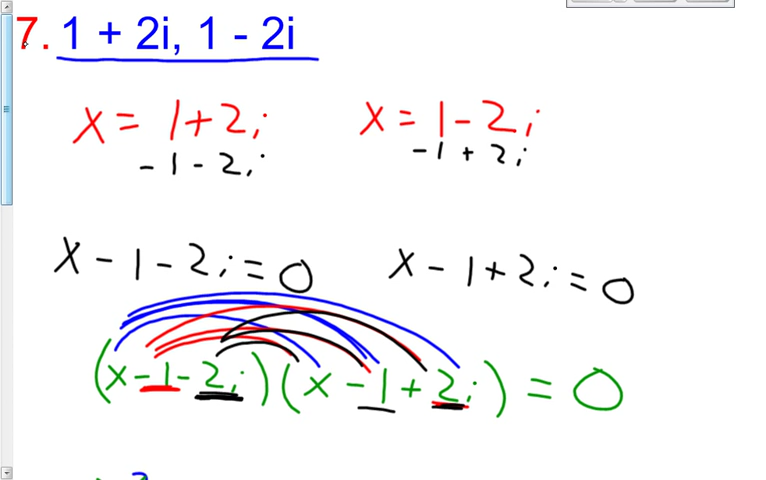 7. 1 + 2i, 1 - 2i
x = 1+2i x = 1-2i
-1 - 2i -1 + 2i
x - 1 - 2i = 0 x - 1 + 2i = 0
(x - 1 - 2i)(x - 1 + 2i) = 0